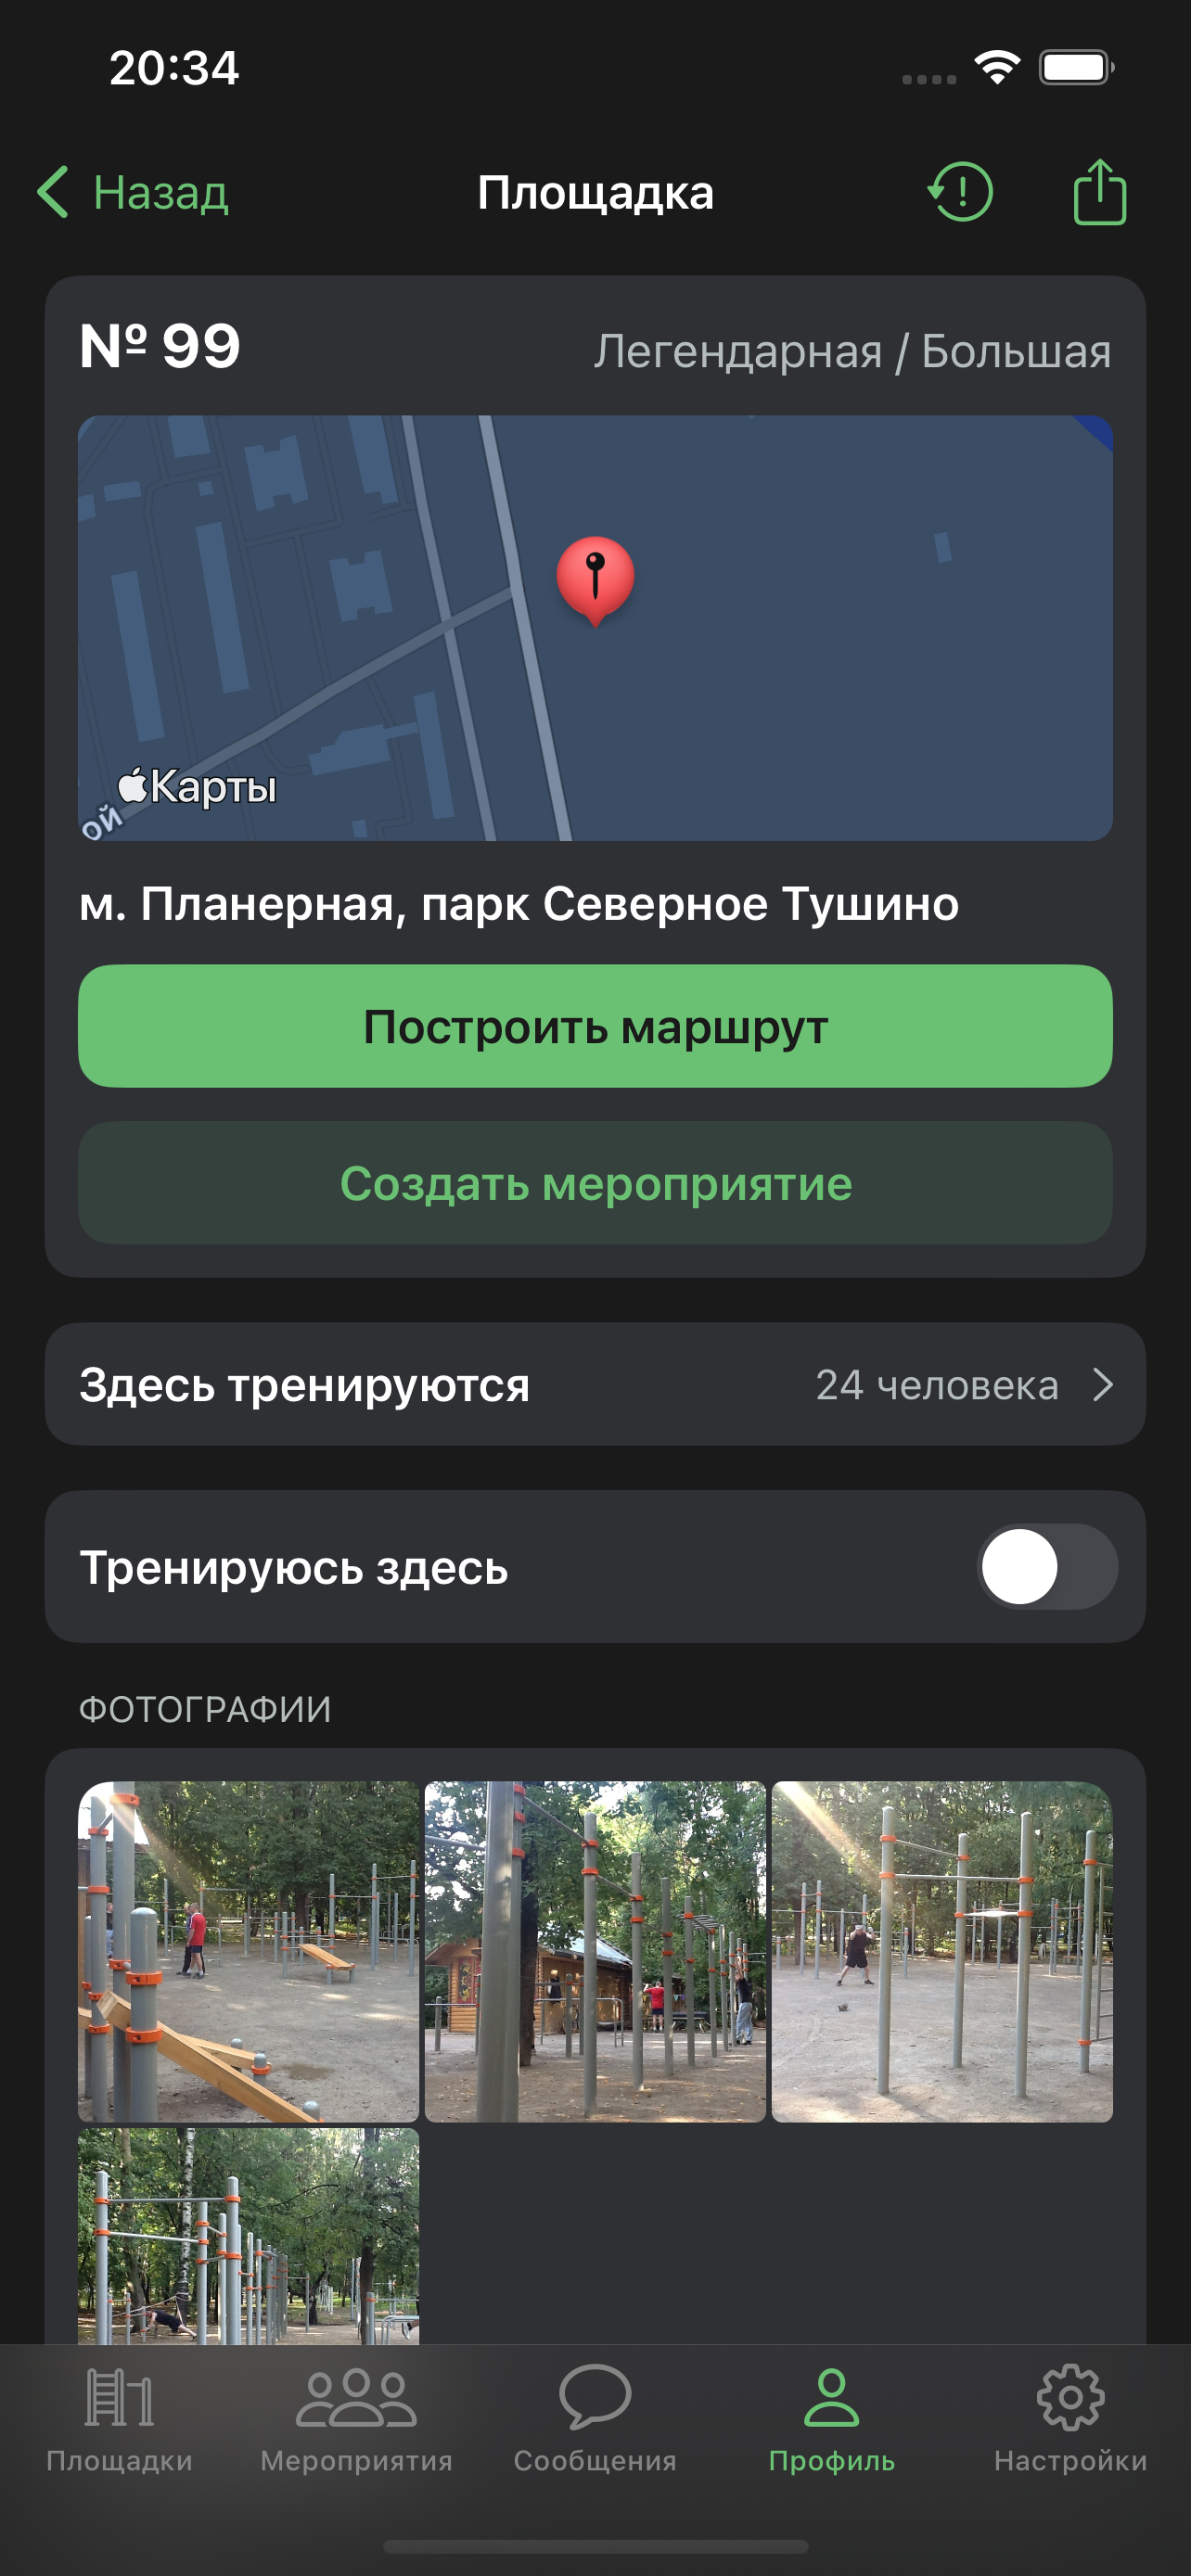 20:34
Назад
Площадка
№ 99
Легендарная / Большая
ой
Карты
м. Планерная, парк Северное Тушино
Построить маршрут
Создать мероприятие
Здесь тренируются
24 человека
Тренируюсь здесь
ФОТОГРАФИИ
Площадки
Мероприятия
Сообщения
Профиль
Настройки